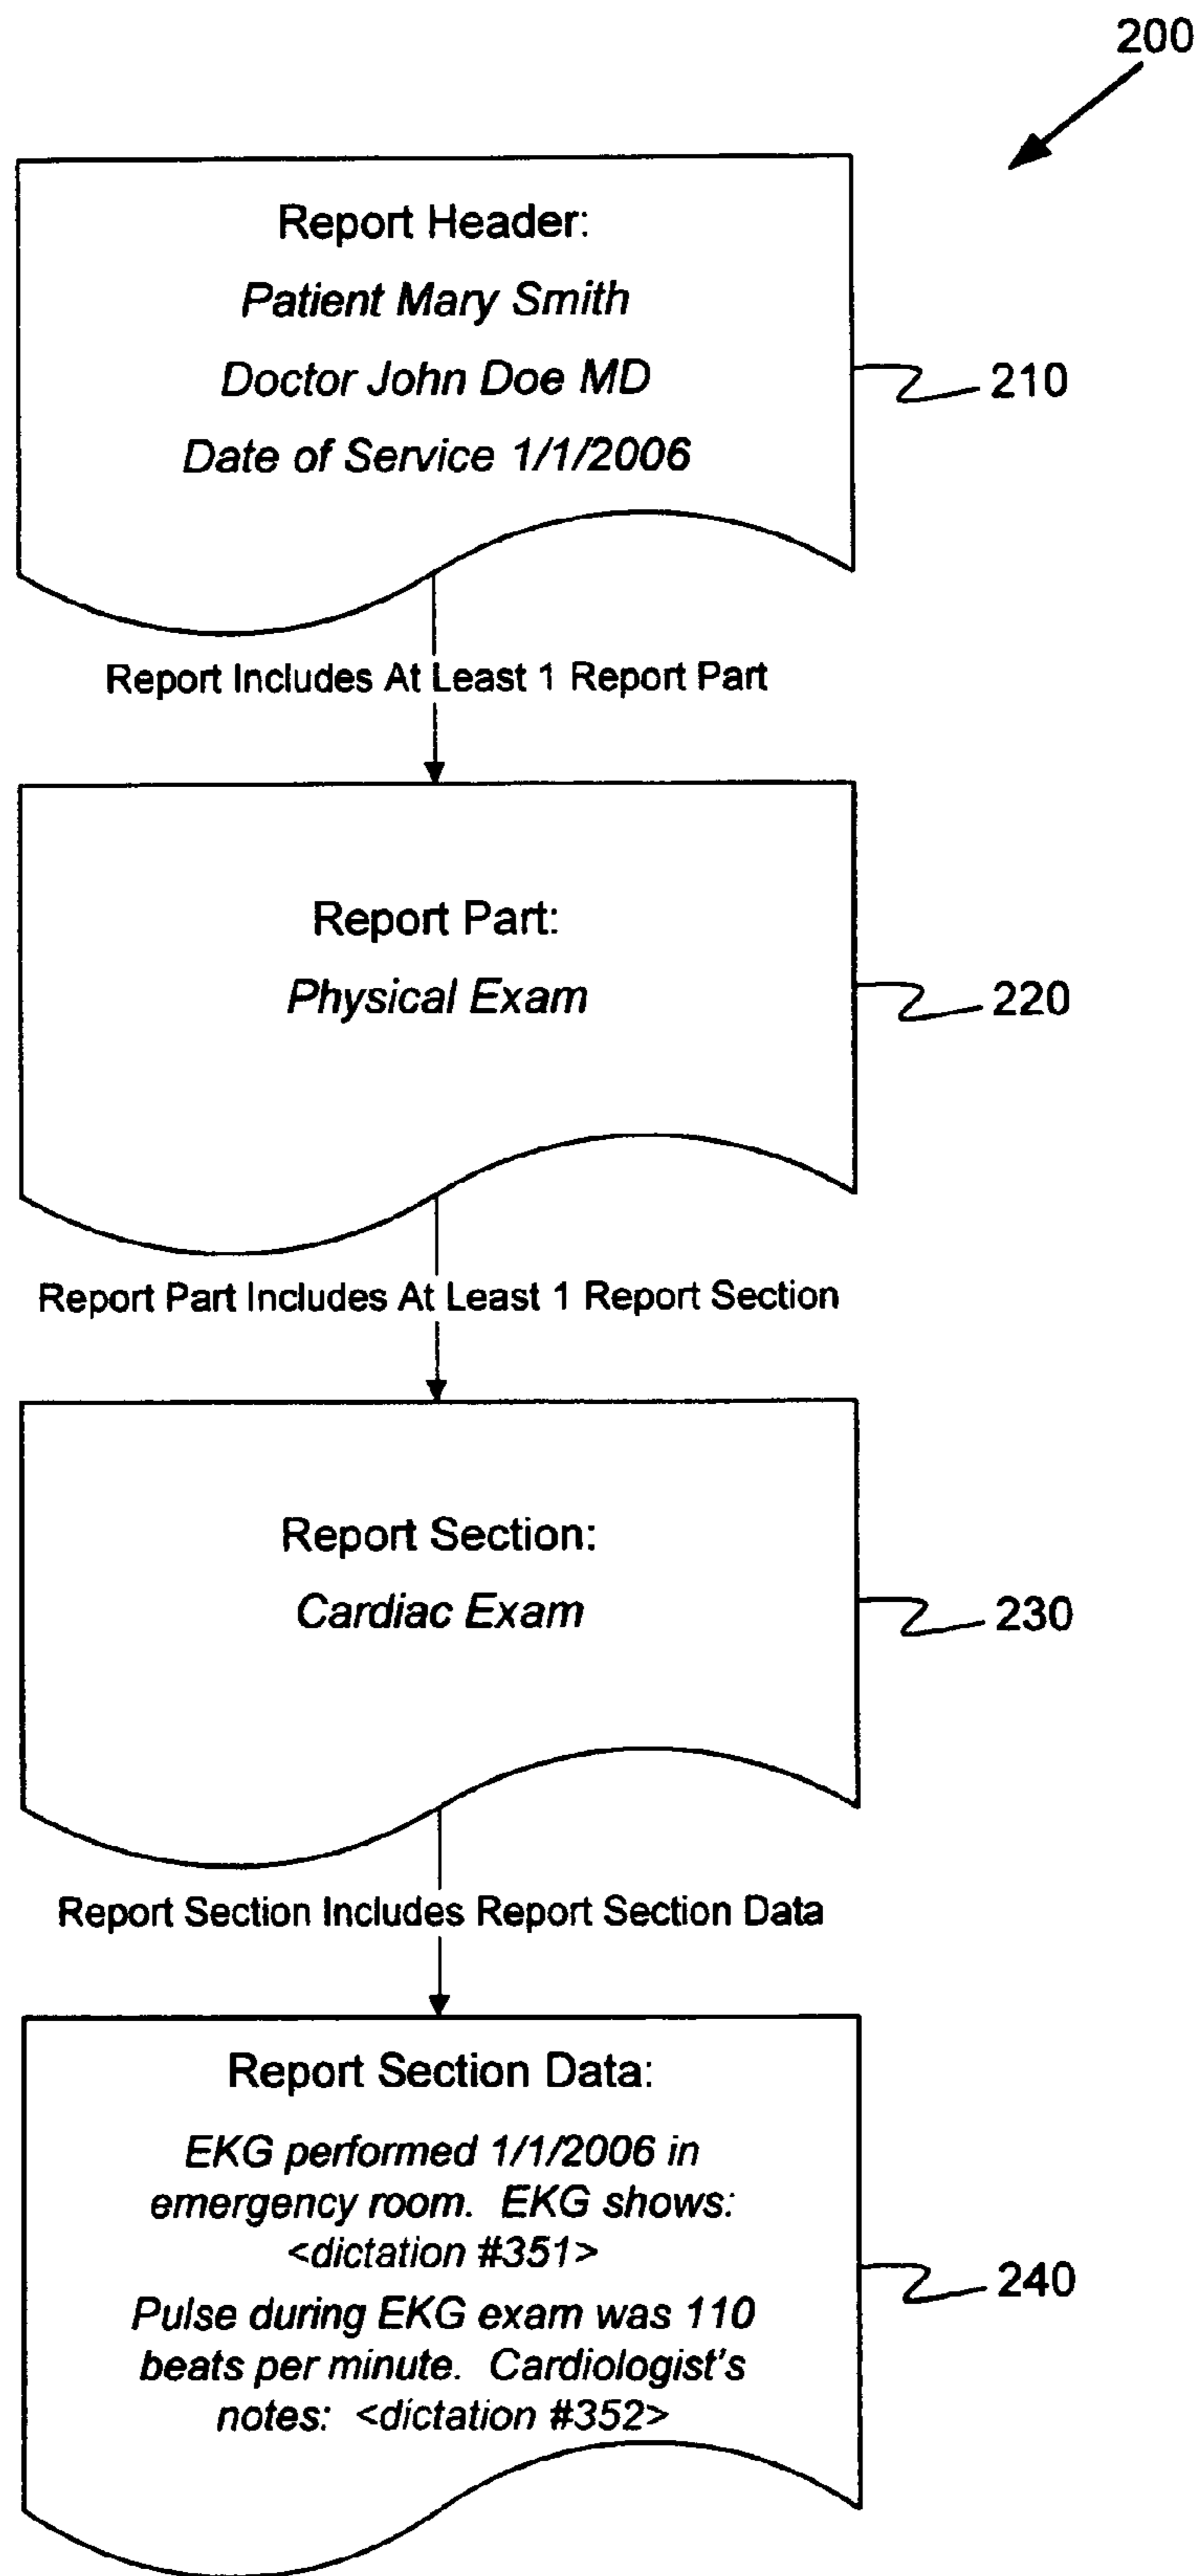 200
Report Header:
Patient Mary Smith
Doctor John Doe MD
Date of Service 1/1/2006
210
Report Includes At Least 1 Report Part
Report Part:
Physical Exam
220
Report Part Includes At Least 1 Report Section
Report Section:
Cardiac Exam
230
Report Section Includes Report Section Data
Report Section Data:
EKG performed 1/1/2006 in
emergency room. EKG shows:
<dictation #351>
Pulse during EKG exam was 110
beats per minute. Cardiologist's
notes: <dictation #352>
240